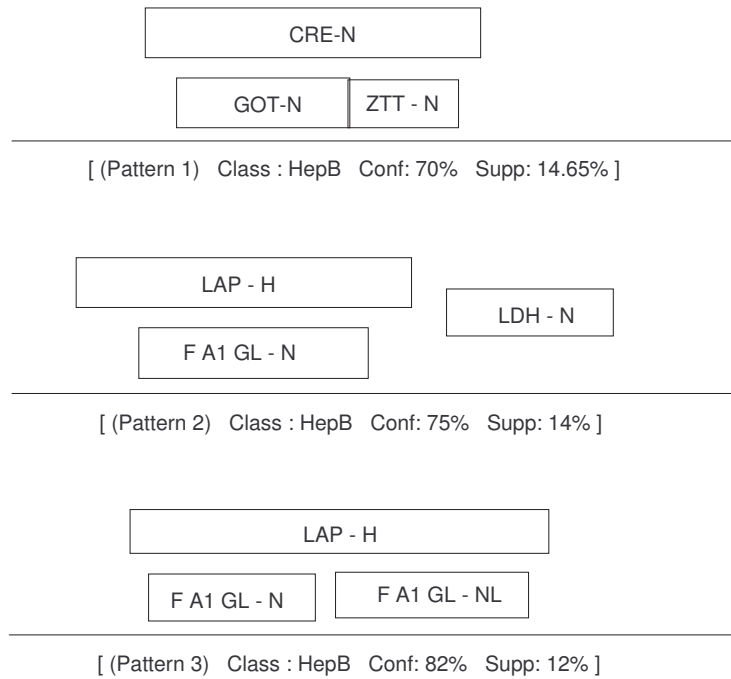 CRE-N
GOT-N ZTT - N
[ (Pattern 1) Class : HepB Conf: 70% Supp: 14.65% ]
LAP - H
LDH - N
F A1 GL - N
[ (Pattern 2) Class : HepB Conf: 75% Supp: 14% ]
LAP - H
F A1 GL - N F A1 GL - NL
[ (Pattern 3) Class : HepB Conf: 82% Supp: 12% ]